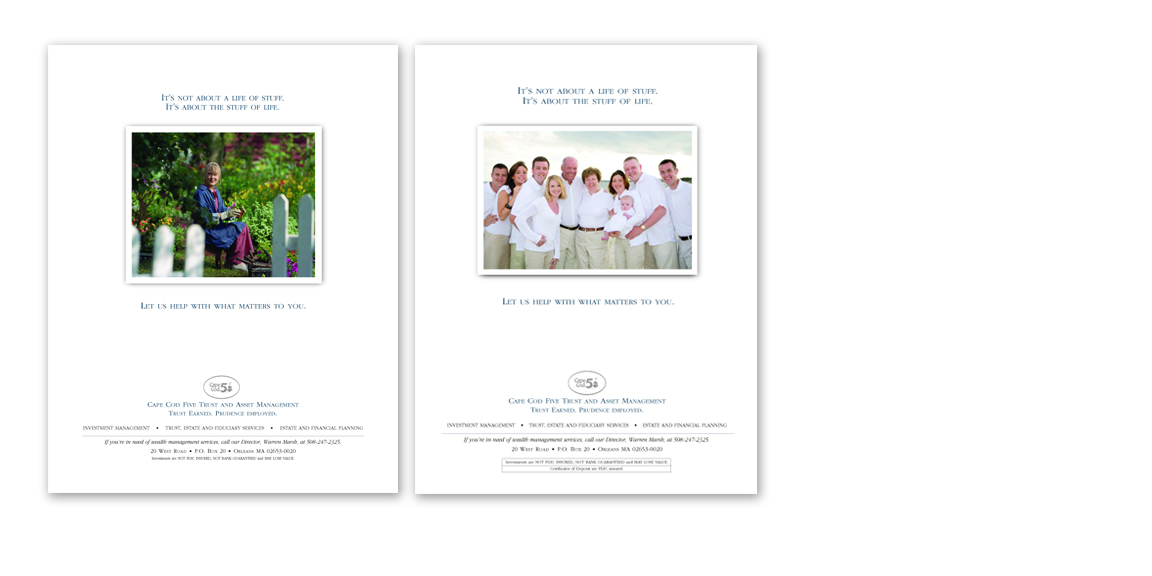 IT'S NOT ABOUT A LIFE OF STUFF.
IT'S ABOUT THE STUFF OF LIFE.
LET US HELP WITH WHAT MATTERS TO YOU.
Cape
Cod 5
CAPE COD FIVE TRUST AND ASSET MANAGEMENT
TRUST EARNED. PRUDENCE EMPLOYED.
INVESTMENT MANAGEMENT • TRUST, ESTATE AND FIDUCIARY SERVICES • ESTATE AND FINANCIAL PLANNING
If you're in need of wealth management services, call our Director, Warren Marsh, at 508-247-2325.
20 WEST ROAD • P.O. BOX 20 • ORLEANS MA 02653-0020
Investments are NOT FDIC INSURED, NOT BANK GUARANTEED and MAY LOSE VALUE.
IT'S NOT ABOUT A LIFE OF STUFF.
IT'S ABOUT THE STUFF OF LIFE.
LET US HELP WITH WHAT MATTERS TO YOU.
Cape
Cod 5
CAPE COD FIVE TRUST AND ASSET MANAGEMENT
TRUST EARNED. PRUDENCE EMPLOYED.
INVESTMENT MANAGEMENT • TRUST, ESTATE AND FIDUCIARY SERVICES • ESTATE AND FINANCIAL PLANNING
If you're in need of wealth management services, call our Director, Warren Marsh, at 508-247-2325.
20 WEST ROAD • P.O. BOX 20 • ORLEANS MA 02653-0020
Investments are NOT FDIC INSURED, NOT BANK GUARANTEED and MAY LOSE VALUE.
Certificates of Deposit are FDIC insured.